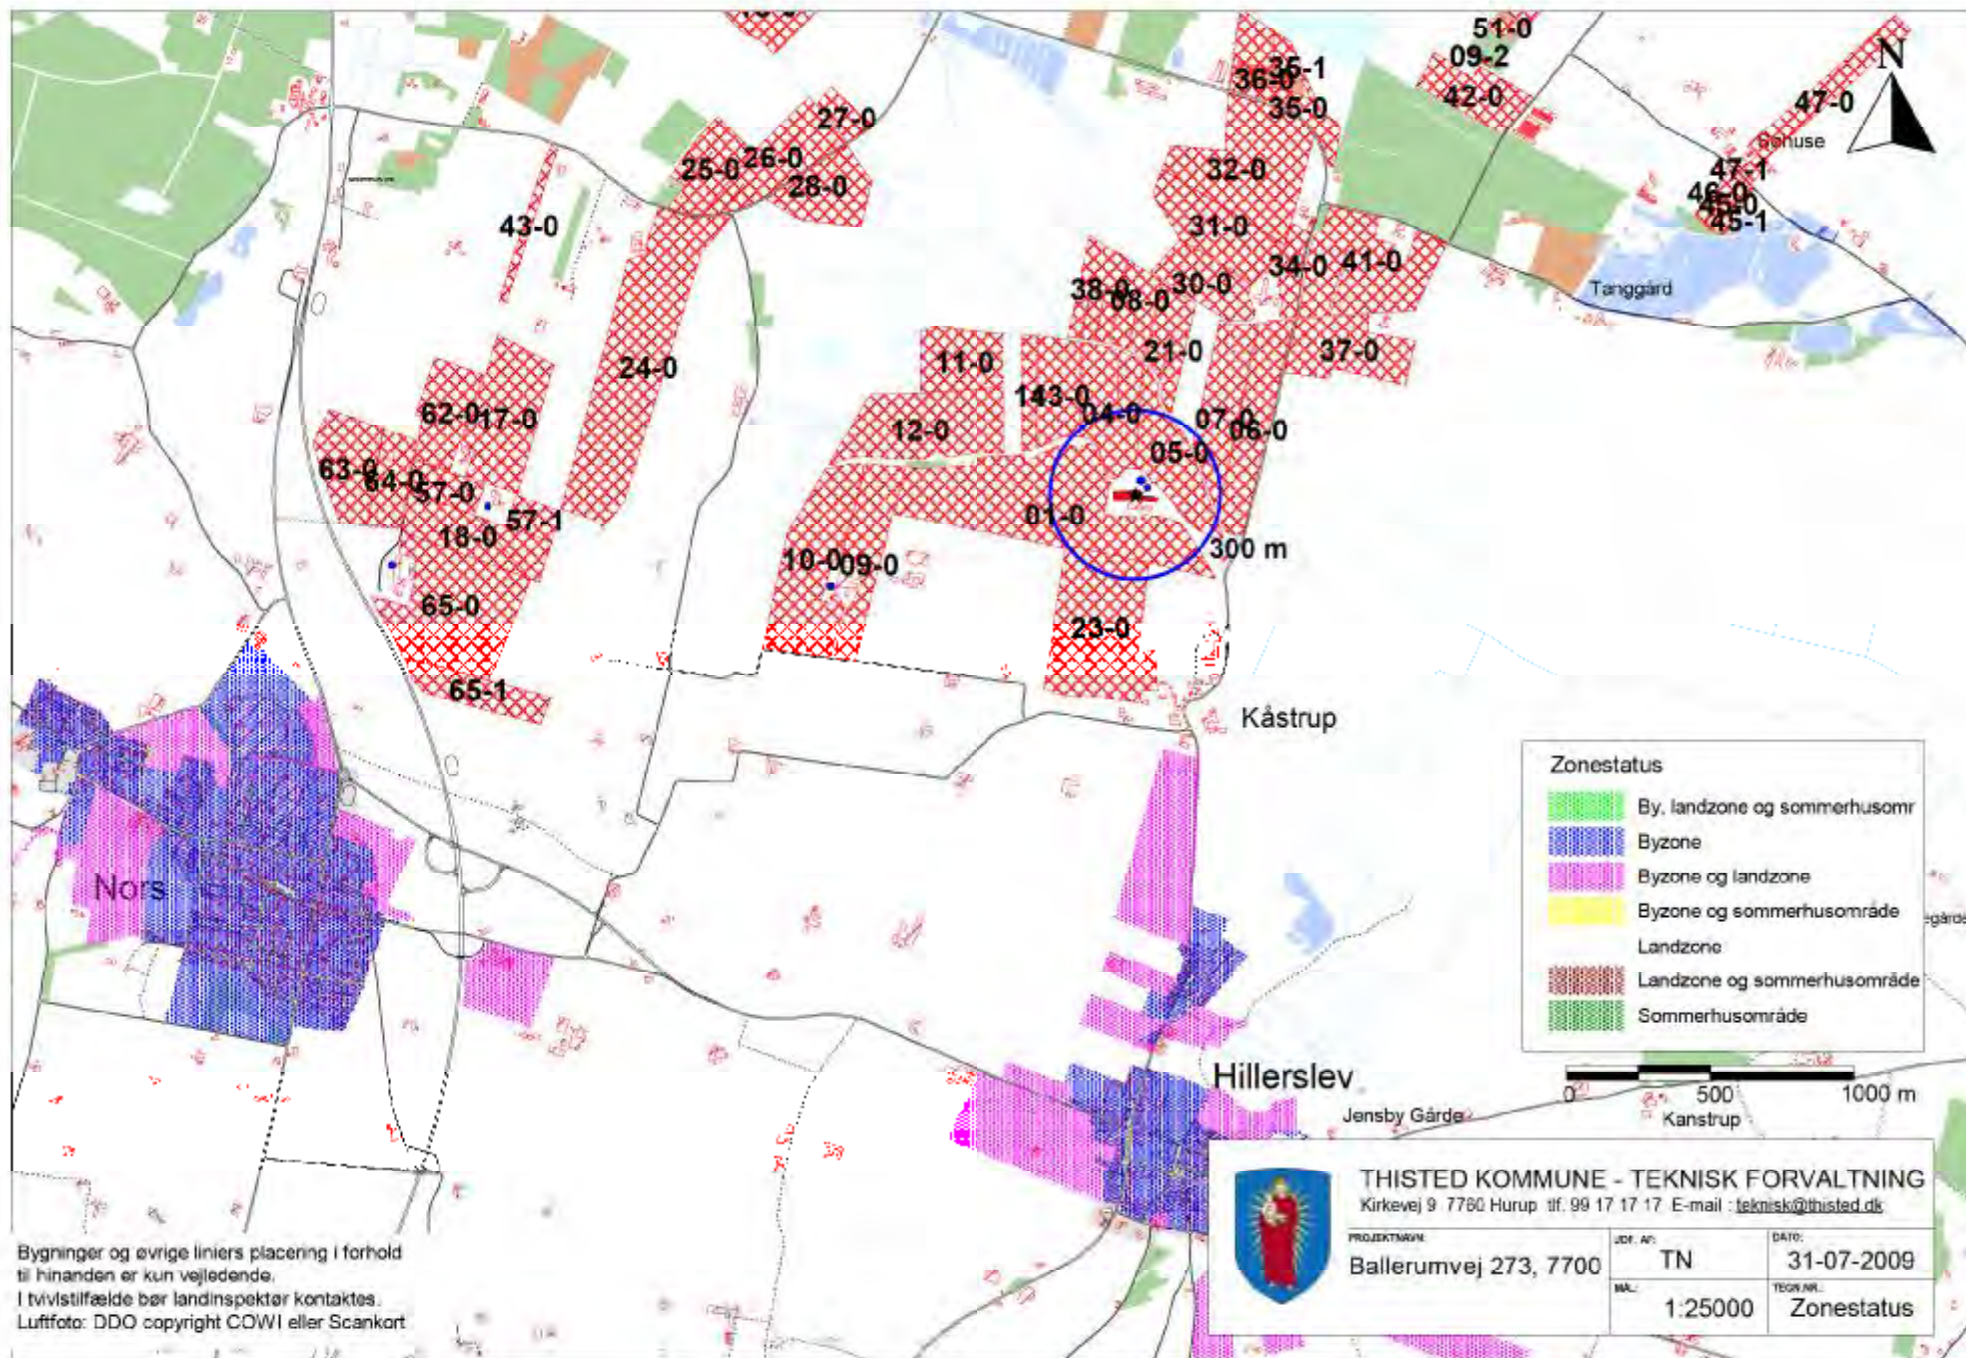 51-0
09-2
42-0
47-0
N
47-1
46-0
45-1
Tanggård
36-0
35-1
35-0
32-0
31-0
30-0
34-0
41-0
38-0
08-0
21-0
37-0
27-0
26-0
25-0
28-0
43-0
24-0
11-0
12-0
13-0
04-0
07-0
06-0
05-0
01-0
300 m
10-0
09-0
23-0
62-0
17-0
63-0
64-0
57-0
57-1
18-0
65-0
65-1
Kåstrup
Nors
Hillerslev
Jensby Gårde
Kanstrup
Zonestatus
By, landzone og sommerhusomr
Byzone
Byzone og landzone
Byzone og sommerhusområde
Landzone
Landzone og sommerhusområde
Sommerhusområde
0 500 1000 m
THISTED KOMMUNE - TEKNISK FORVALTNING
Kirkevej 9 7760 Hurup tlf. 99 17 17 17 E-mail : teknisk@thisted.dk
PROJEKTNAVN:
Ballerumvej 273, 7700
UDF. AF:
TN
DATO:
31-07-2009
MÅL:
1:25000
TEGN.NR.:
Zonestatus
Bygninger og øvrige liniers placering i forhold
til hinanden er kun vejledende.
I tvivlstilfælde bør landinspektør kontaktes.
Luftfoto: DDO copyright COWI eller Scankort